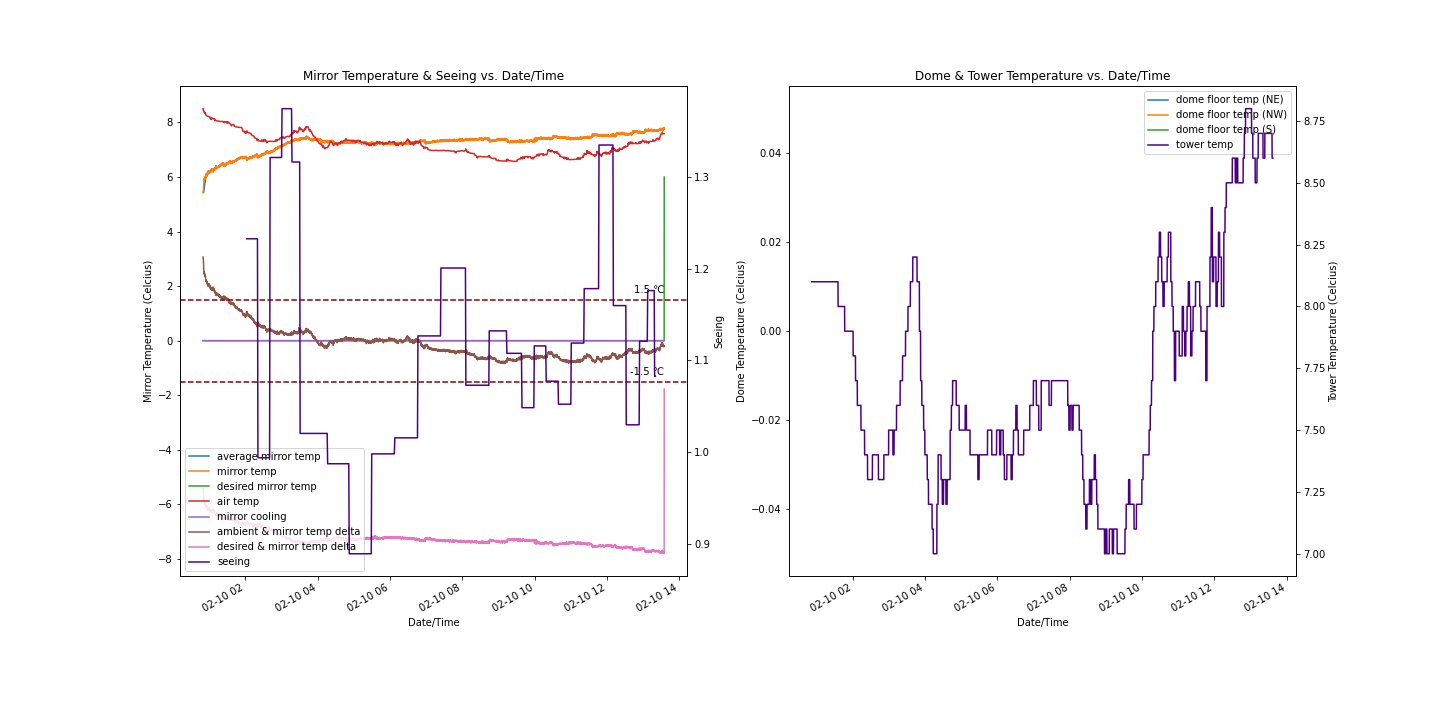 Mirror Temperature & Seeing vs. Date/Time
8
6
4
2
0
−2
−4
−6
−8
Mirror Temperature (Celcius)
1.3
1.2
1.1
1.0
0.9
Seeing
1.5 °C
-1.5 °C
average mirror temp
mirror temp
desired mirror temp
air temp
mirror cooling
ambient & mirror temp delta
desired & mirror temp delta
seeing
02-10 02
02-10 04
02-10 06
02-10 08
02-10 10
02-10 12
02-10 14
Date/Time
Dome & Tower Temperature vs. Date/Time
0.04
0.02
0.00
−0.02
−0.04
Dome Temperature (Celcius)
dome floor temp (NE)
dome floor temp (NW)
dome floor temp (S)
tower temp
8.75
8.50
8.25
8.00
7.75
7.50
7.25
7.00
Tower Temperature (Celcius)
02-10 02
02-10 04
02-10 06
02-10 08
02-10 10
02-10 12
02-10 14
Date/Time